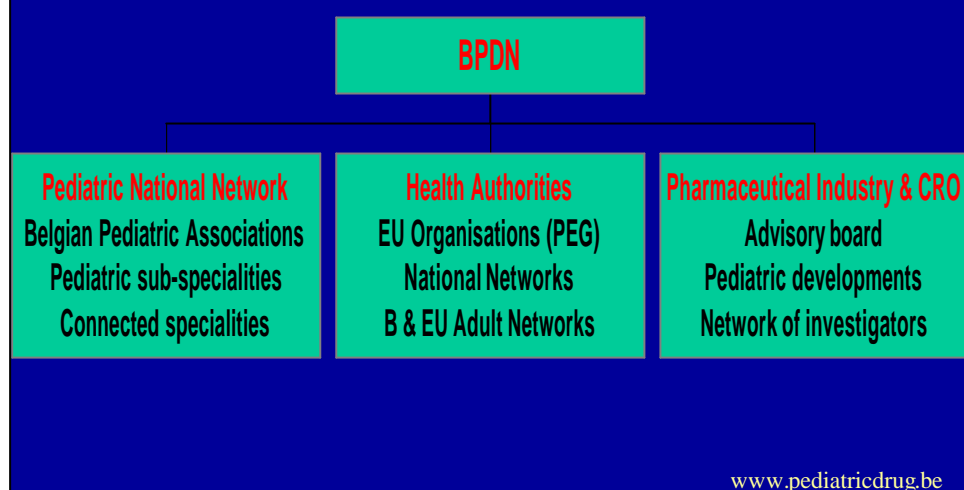 BPDN
Pediatric National Network
Belgian Pediatric Associations
Pediatric sub-specialities
Connected specialities
Health Authorities
EU Organisations (PEG)
National Networks
B & EU Adult Networks
Pharmaceutical Industry & CRO
Advisory board
Pediatric developments
Network of investigators
www.pediatricdrug.be